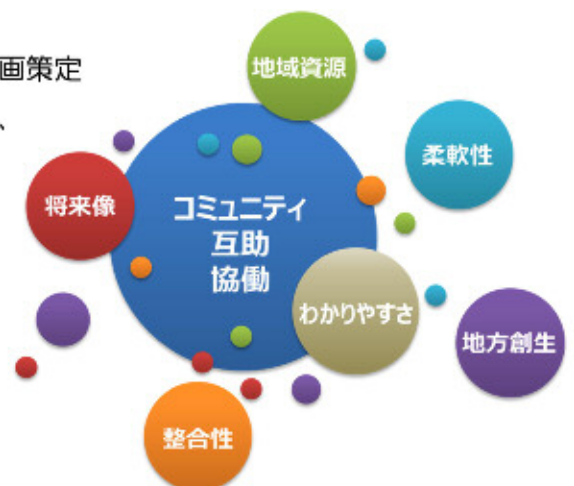 画策定
、
地域資源
柔軟性
将来像
コミュニティ
互助
協働
わかりやすさ
地方創生
整合性